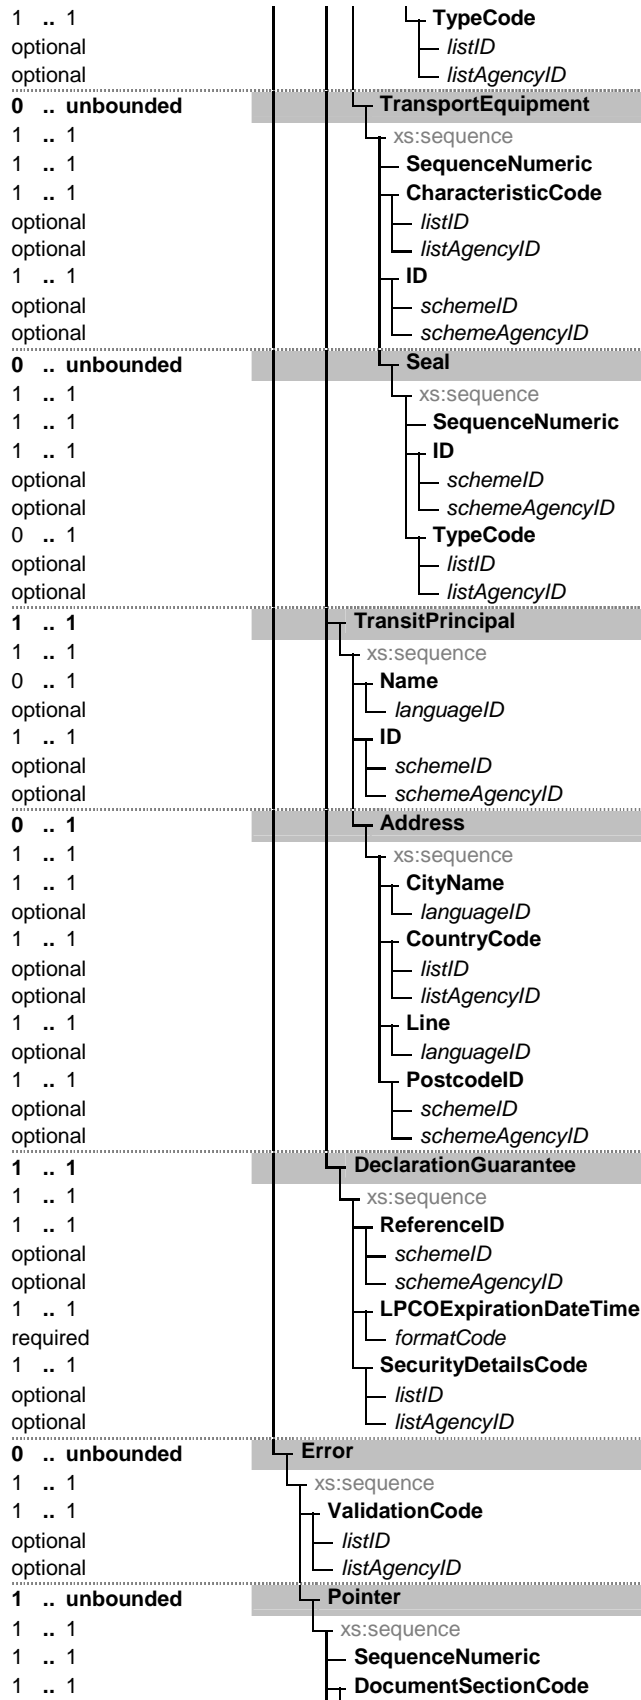 1 .. 1 TypeCode
optional listID
optional listAgencyID
0 .. unbounded TransportEquipment
1 .. 1 xs:sequence
1 .. 1 SequenceNumeric
1 .. 1 CharacteristicCode
optional listID
optional listAgencyID
1 .. 1 ID
optional schemeID
optional schemeAgencyID
0 .. unbounded Seal
1 .. 1 xs:sequence
1 .. 1 SequenceNumeric
1 .. 1 ID
optional schemeID
optional schemeAgencyID
0 .. 1 TypeCode
optional listID
optional listAgencyID
1 .. 1 TransitPrincipal
1 .. 1 xs:sequence
0 .. 1 Name
optional languageID
1 .. 1 ID
optional schemeID
optional schemeAgencyID
0 .. 1 Address
1 .. 1 xs:sequence
1 .. 1 CityName
optional languageID
1 .. 1 CountryCode
optional listID
optional listAgencyID
1 .. 1 Line
optional languageID
1 .. 1 PostcodeID
optional schemeID
optional schemeAgencyID
1 .. 1 DeclarationGuarantee
1 .. 1 xs:sequence
1 .. 1 ReferenceID
optional schemeID
optional schemeAgencyID
1 .. 1 LPCOExpirationDateTime
required formatCode
1 .. 1 SecurityDetailsCode
optional listID
optional listAgencyID
0 .. unbounded Error
1 .. 1 xs:sequence
1 .. 1 ValidationCode
optional listID
optional listAgencyID
1 .. unbounded Pointer
1 .. 1 xs:sequence
1 .. 1 SequenceNumeric
1 .. 1 DocumentSectionCode